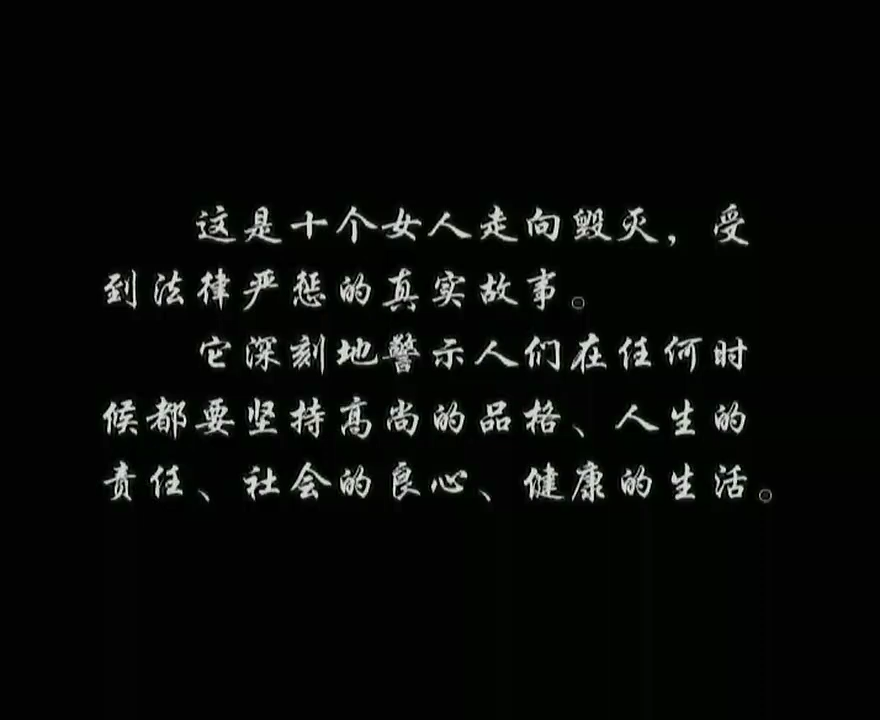 这是十个女人走向毁灭，受
到法律严惩的真实故事。
它深刻地警示人们在任何时
候都要坚持高尚的品格、人生的
责任、社会的良心、健康的生活。